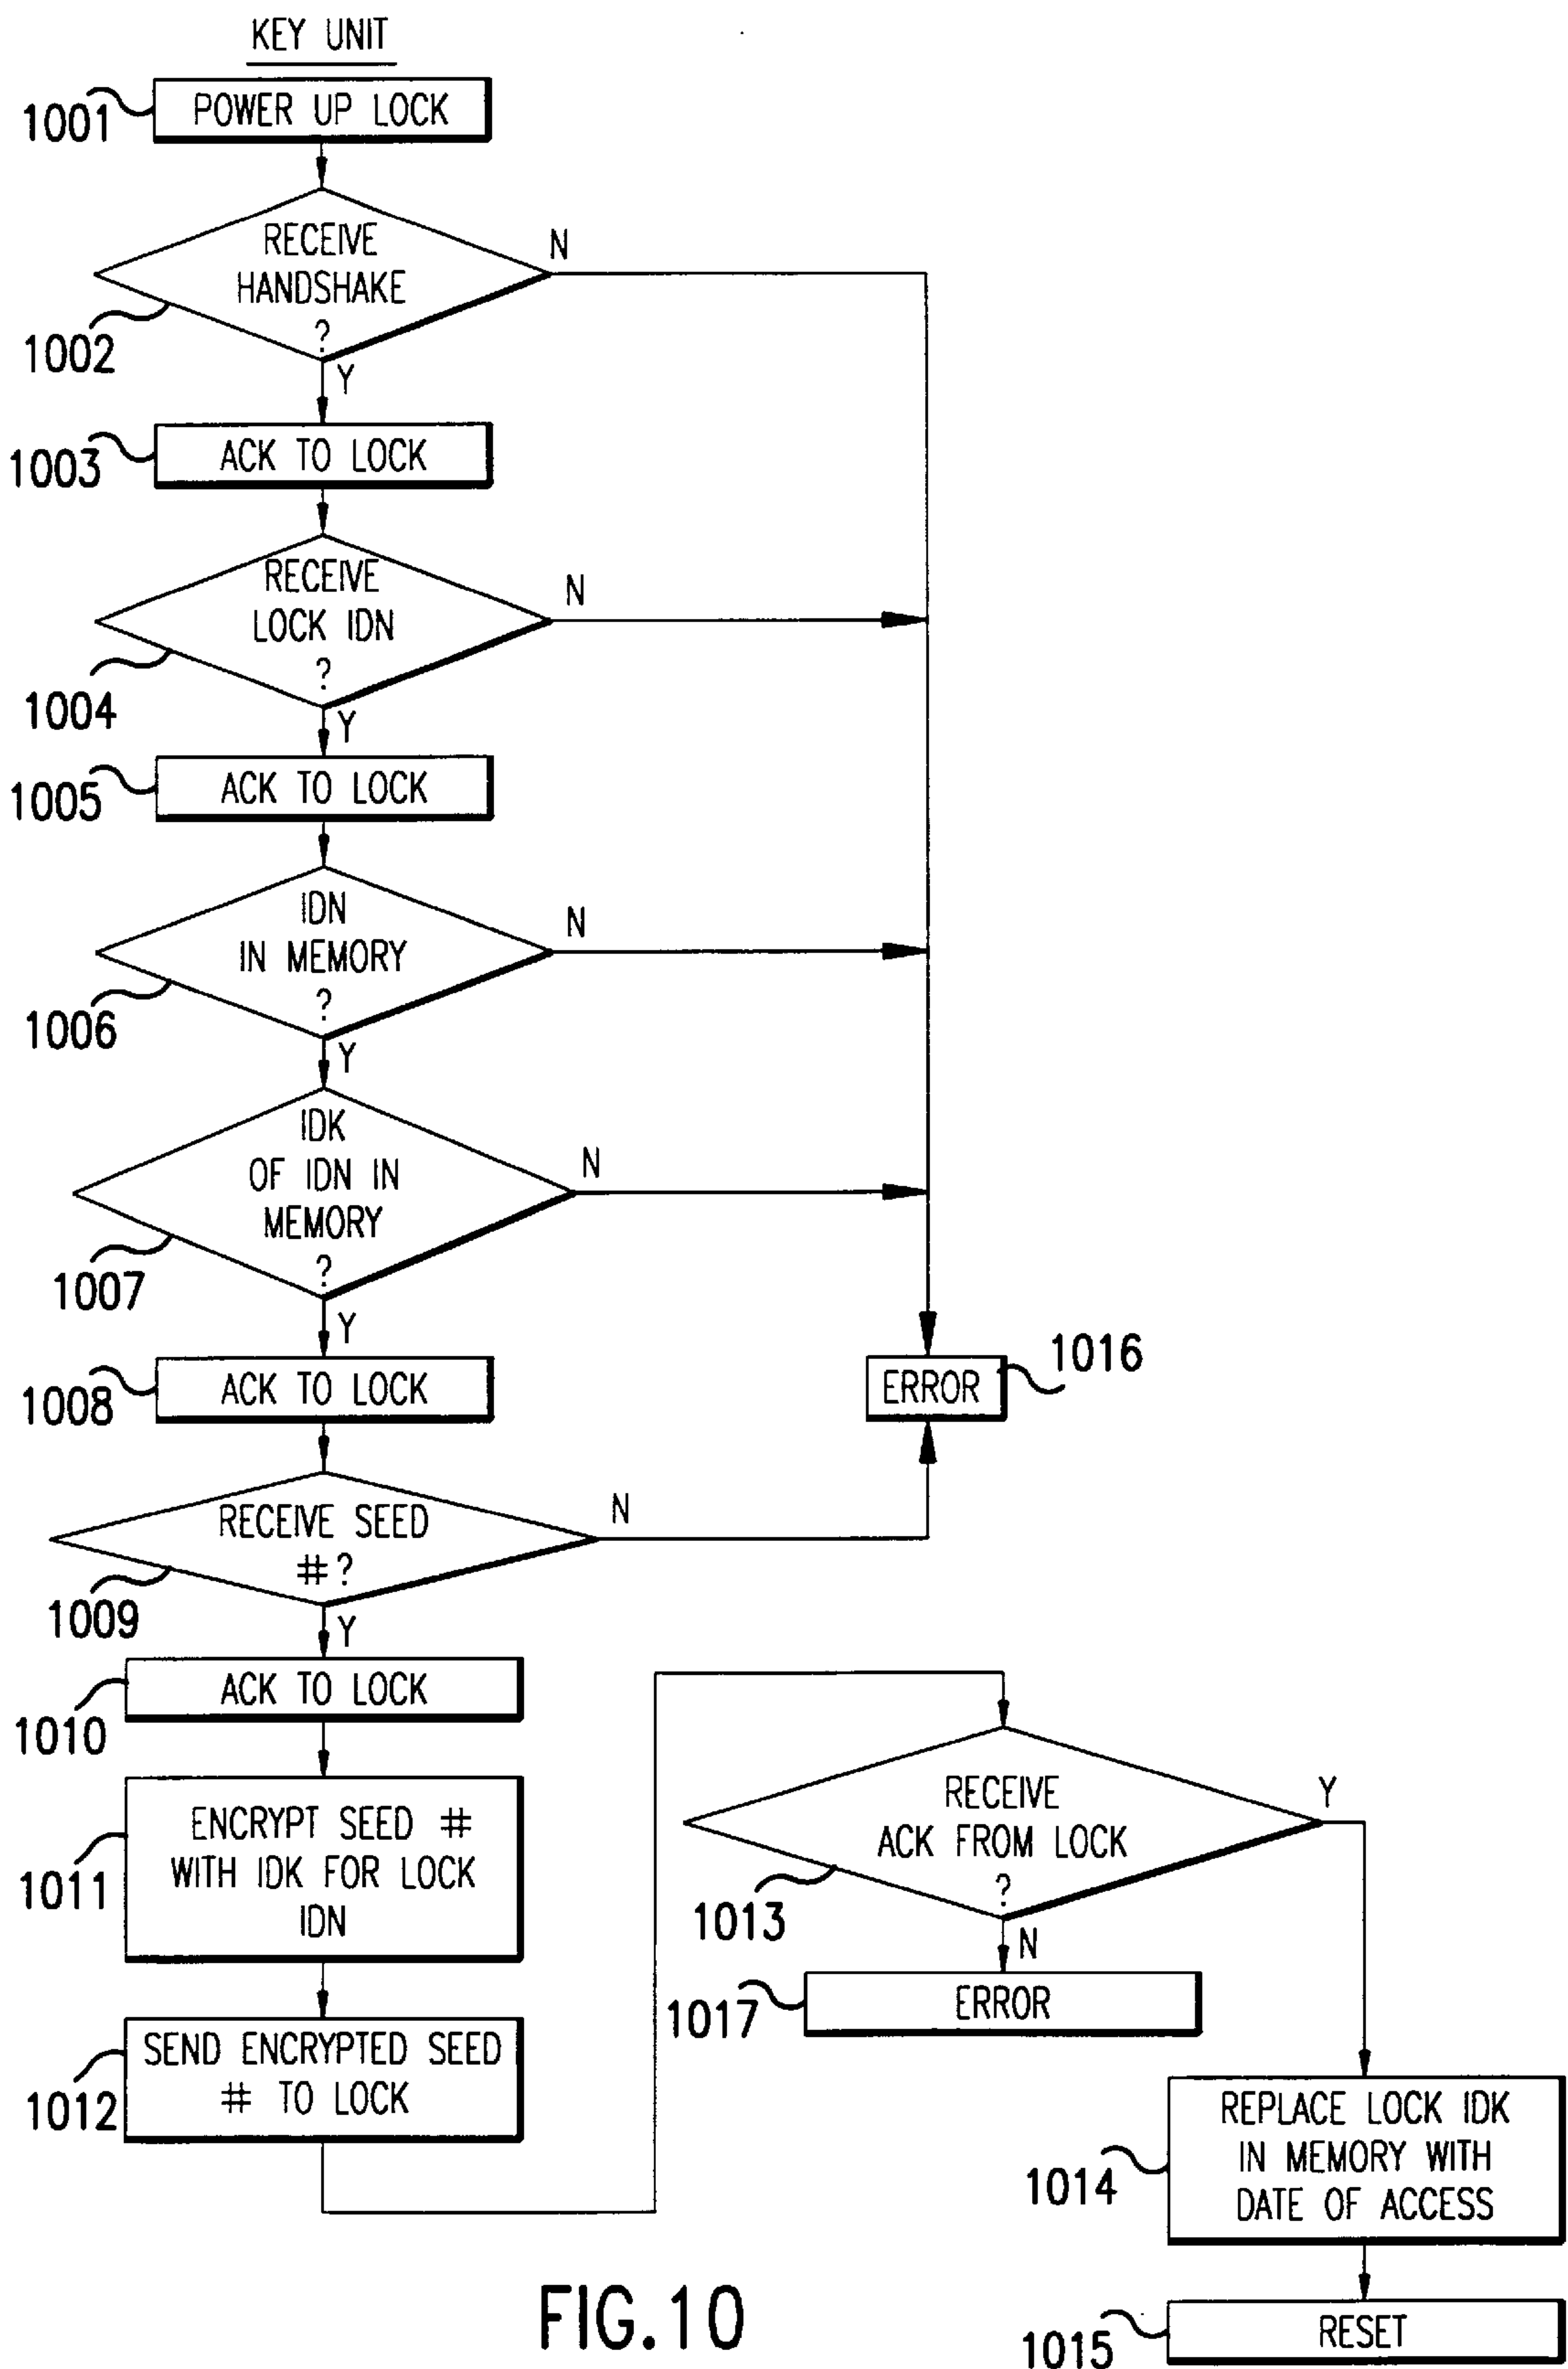 KEY UNIT
1001
POWER UP LOCK
RECEIVE
HANDSHAKE
?
N
1002
Y
1003
ACK TO LOCK
RECEIVE
LOCK IDN
?
N
1004
Y
1005
ACK TO LOCK
IDN
IN MEMORY
?
N
1006
Y
IDK
OF IDN IN
MEMORY
?
N
1007
Y
1008
ACK TO LOCK
ERROR
1016
RECEIVE SEED
#?
N
1009
Y
1010
ACK TO LOCK
1011
ENCRYPT SEED #
WITH IDK FOR LOCK
IDN
1012
SEND ENCRYPTED SEED
# TO LOCK
RECEIVE
ACK FROM LOCK
?
Y
1013
N
1017
ERROR
1014
REPLACE LOCK IDK
IN MEMORY WITH
DATE OF ACCESS
1015
RESET
FIG.10